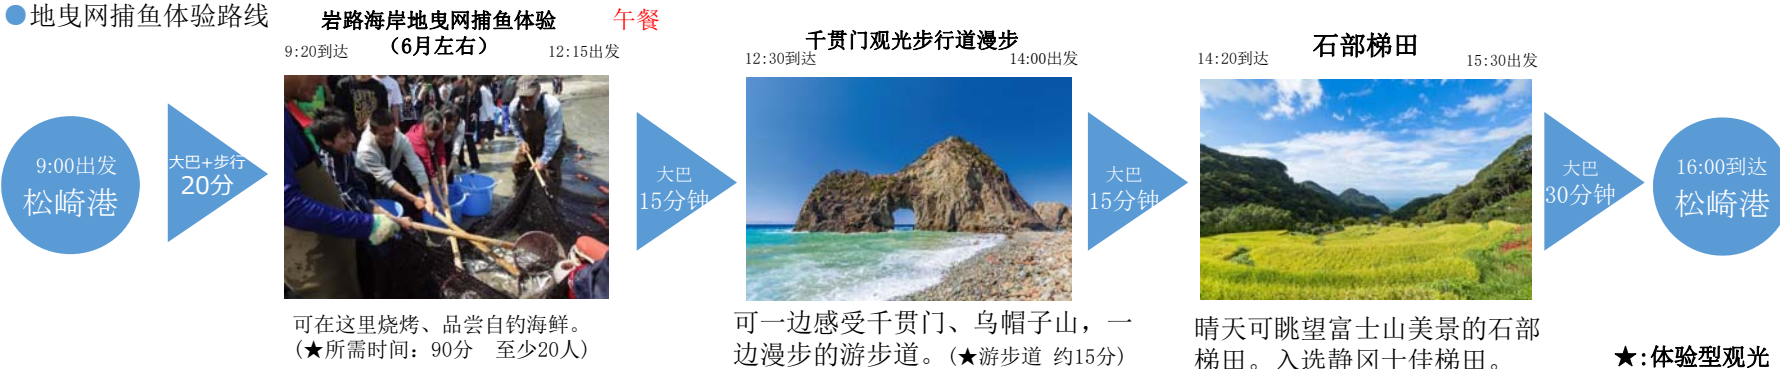 ●地曳网捕鱼体验路线
9:00出发
松崎港
大巴+步行
20分
岩路海岸地曳网捕鱼体验
（6月左右）
午餐
9:20到达
12:15出发
可在这里烧烤、品尝自钓海鲜。
(★所需时间: 90分 至少20人)
大巴
15分钟
千贯门观光步行道漫步
12:30到达
14:00出发
可一边感受千贯门、乌帽子山，一
边漫步的游步道。(★游步道 约15分)
大巴
15分钟
石部梯田
14:20到达
15:30出发
晴天可眺望富士山美景的石部
梯田。入选静冈十佳梯田。
大巴
30分钟
16:00到达
松崎港
★:体验型观光